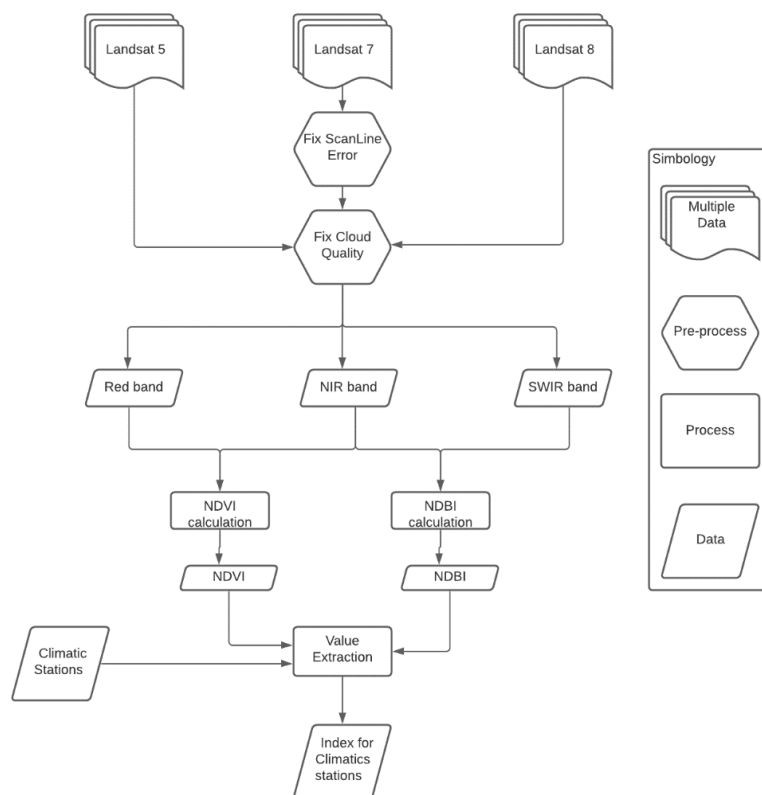 Landsat 5
Landsat 7
Landsat 8
Fix ScanLine
Error
Fix Cloud
Quality
Red band
NIR band
SWIR band
NDVI
calculation
NDBI
calculation
NDVI
NDBI
Climatic
Stations
Value
Extraction
Index for
Climatics
stations
Simbology
Multiple
Data
Pre-process
Process
Data